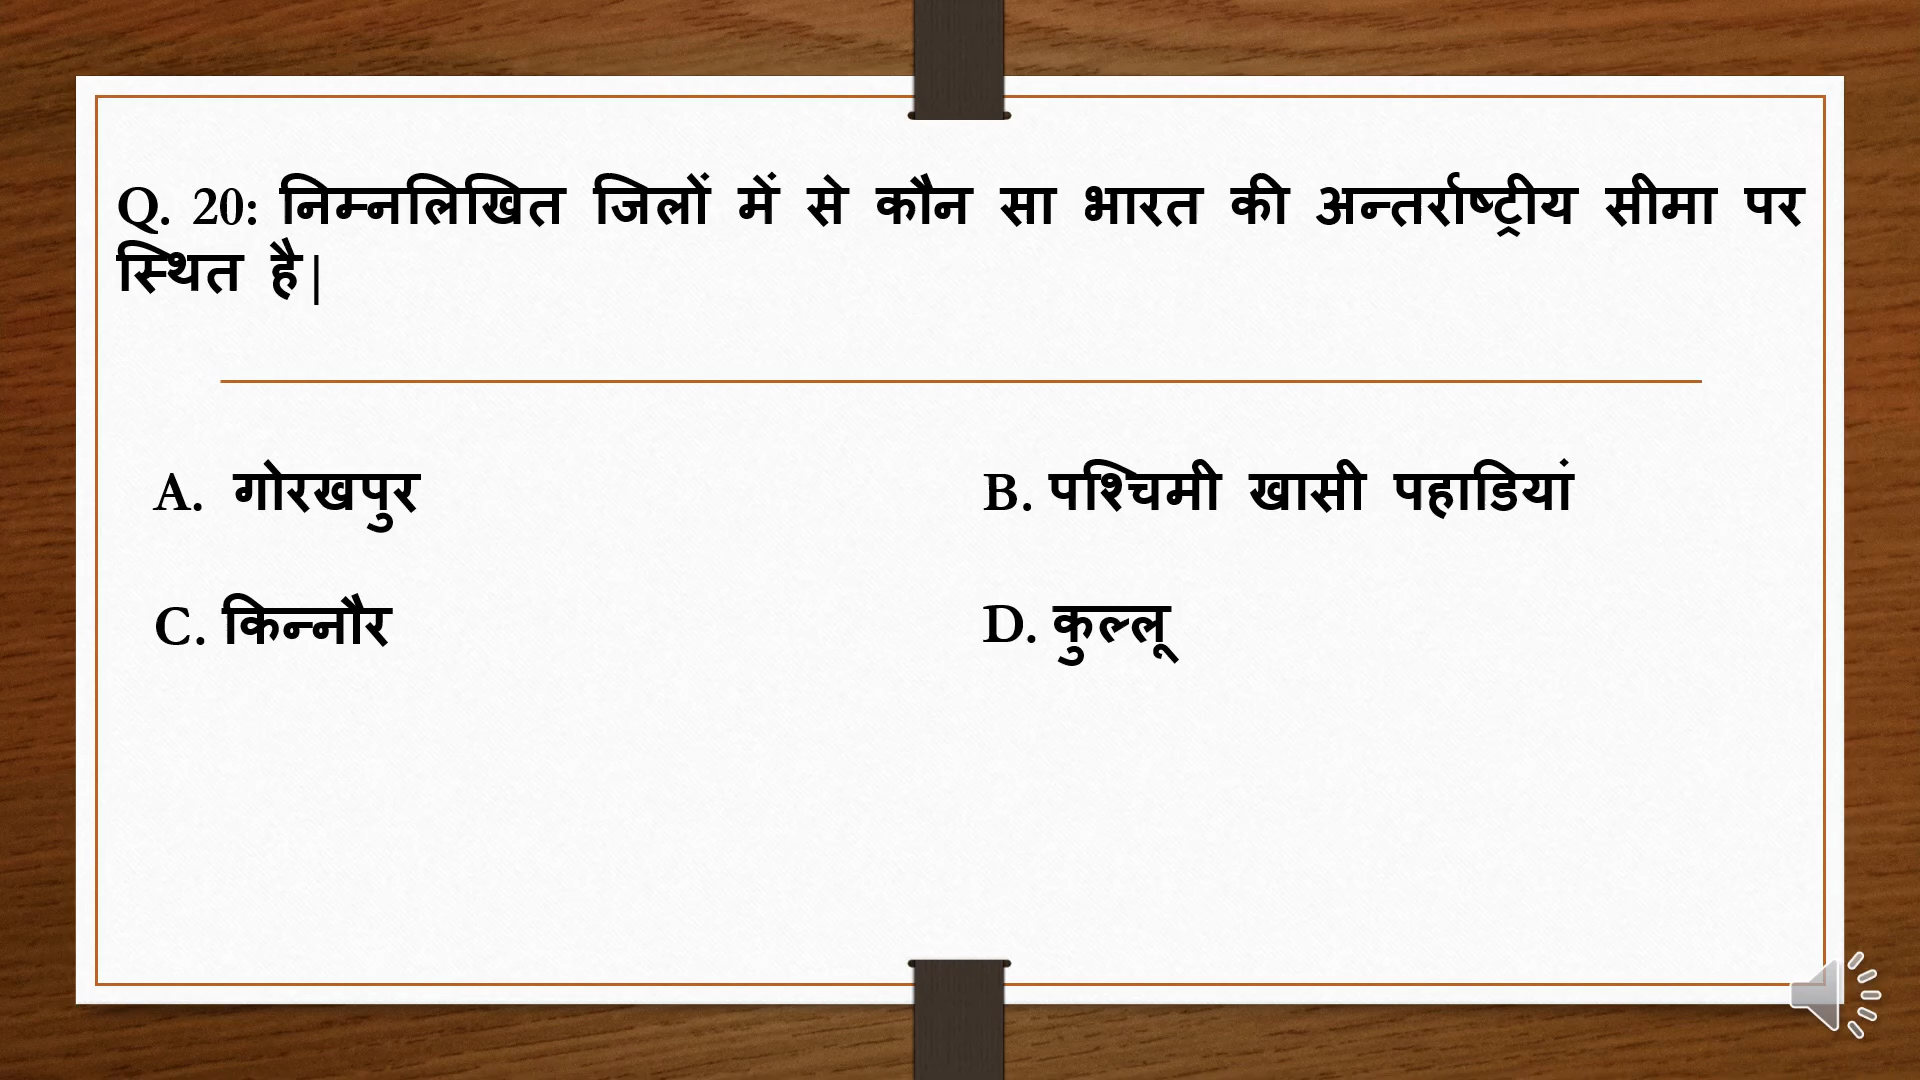 Q. 20: निम्नलिखित जिलों में से कौन सा भारत की अन्तर्राष्ट्रीय सीमा पर
स्थित है|
A. गोरखपुर
B. पश्चिमी खासी पहाडियां
C. किन्नौर
D. कुल्लू